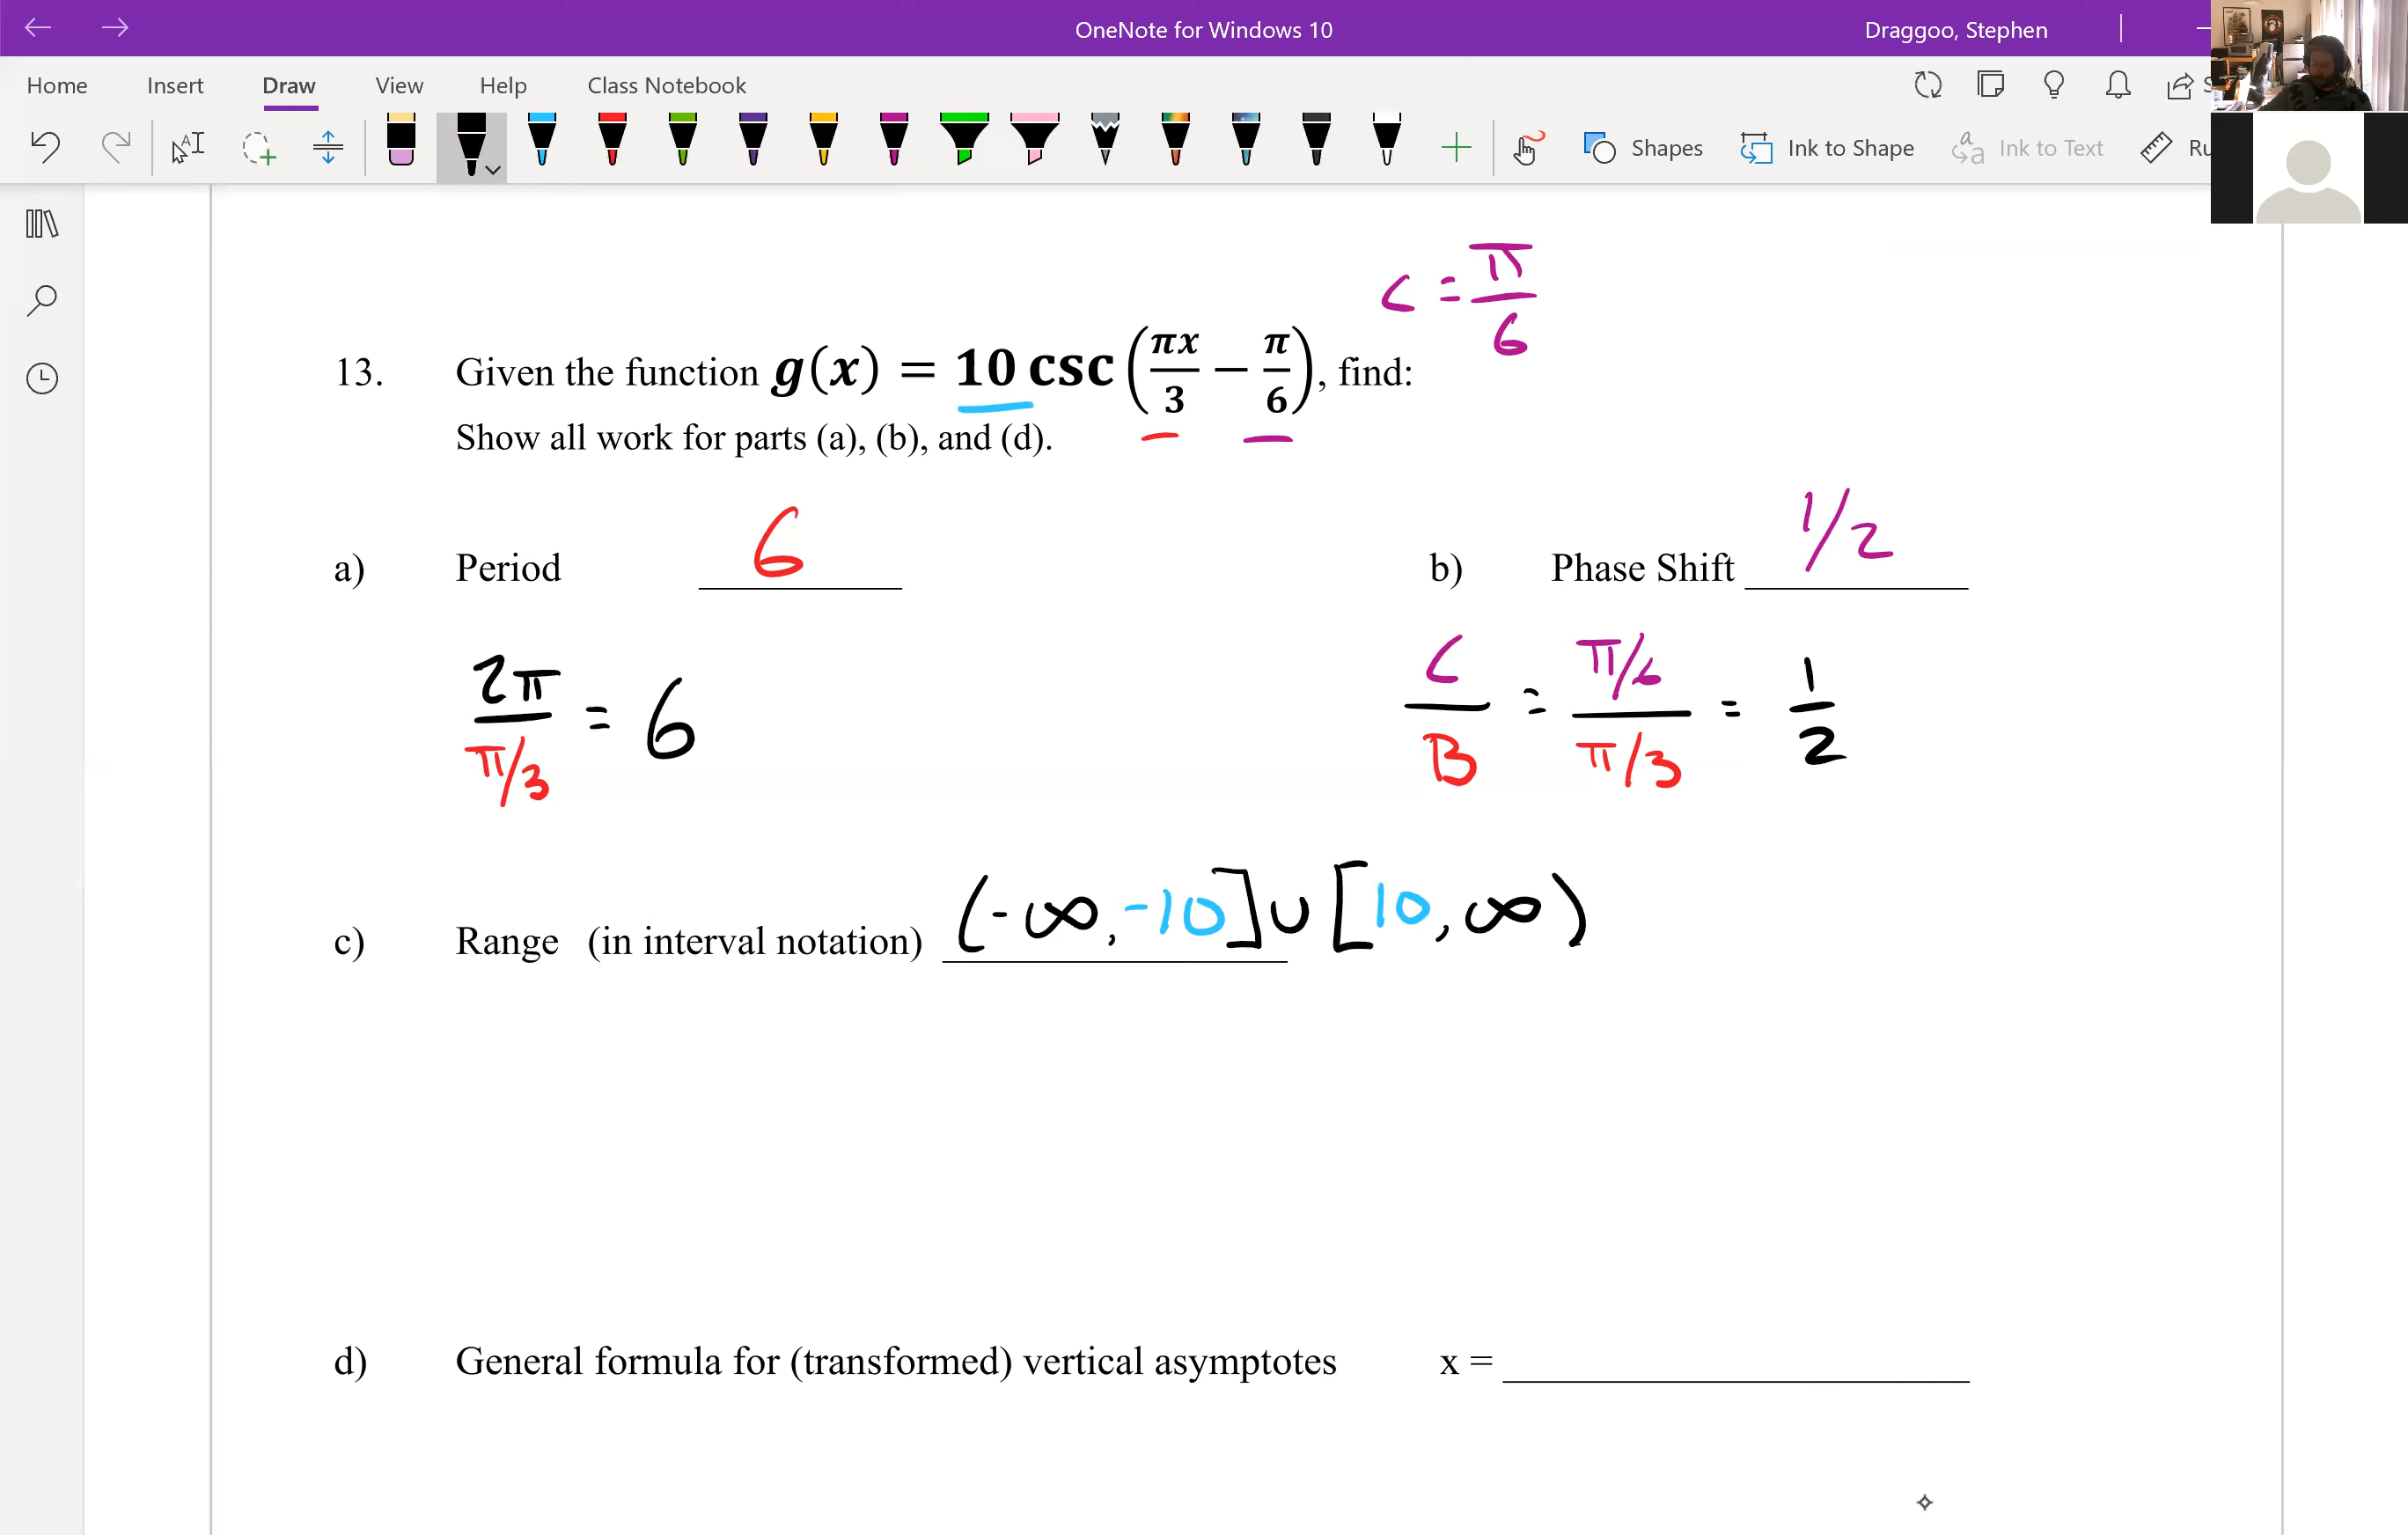 OneNote for Windows 10
Draggoo, Stephen
Home Insert Draw View Help Class Notebook
Shapes Ink to Shape Ink to Text Ru
c = π/6
13. Given the function g(x) = 10 csc(πx/3 − π/6), find:
Show all work for parts (a), (b), and (d).
a) Period 6 b) Phase Shift 1/2
2π/(π/3) = 6 C/B = (π/6)/(π/3) = 1/2
c) Range (in interval notation) (-∞, -10] ∪ [10, ∞)
d) General formula for (transformed) vertical asymptotes x =